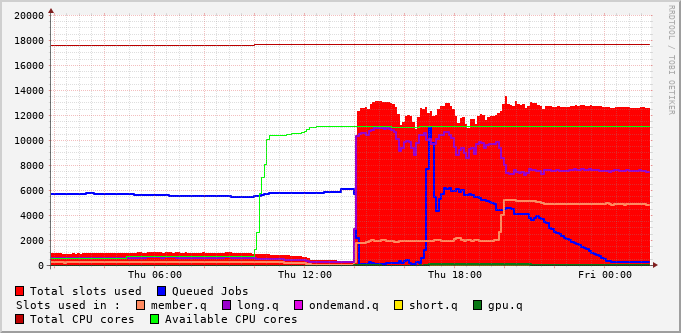 20000
18000
16000
14000
12000
10000
8000
6000
4000
2000
0
Thu 06:00 Thu 12:00 Thu 18:00 Fri 00:00
RRDTOOL / TOBI OETIKER
Total slots used Queued Jobs
Slots used in : member.q long.q ondemand.q short.q gpu.q
Total CPU cores Available CPU cores